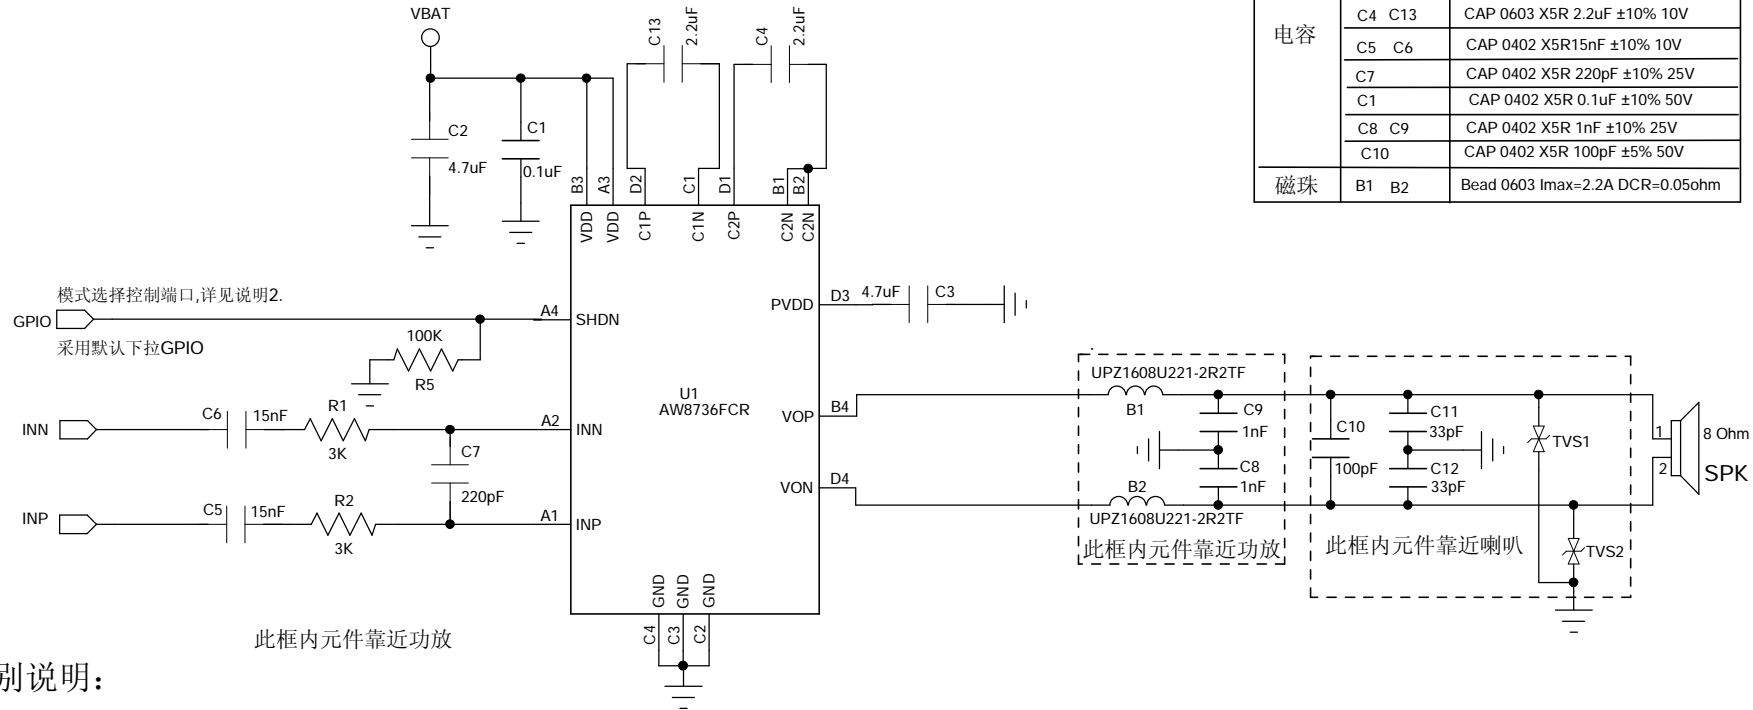 VBAT
C13
2.2uF
C4
2.2uF
C2
4.7uF
C1
0.1uF
B3
A3
D2
C1
D1
B1
B2
VDD
VDD
C1P
C1N
C2P
C2N
C2N
电容
C4 C13 CAP 0603 X5R 2.2uF ±10% 10V
C5 C6 CAP 0402 X5R15nF ±10% 10V
C7 CAP 0402 X5R 220pF ±10% 25V
C1 CAP 0402 X5R 0.1uF ±10% 50V
C8 C9 CAP 0402 X5R 1nF ±10% 25V
C10 CAP 0402 X5R 100pF ±5% 50V
磁珠 B1 B2 Bead 0603 Imax=2.2A DCR=0.05ohm
模式选择控制端口,详见说明2.
GPIO
采用默认下拉GPIO
A4
SHDN
100K
R5
PVDD
D3
4.7uF
C3
U1
AW8736FCR
INN
C6
15nF
R1
3K
A2
INN
C7
220pF
INP
C5
15nF
R2
3K
A1
INP
VOP
B4
VON
D4
UPZ1608U221-2R2TF
B1
C9
1nF
C8
1nF
B2
UPZ1608U221-2R2TF
此框内元件靠近功放
C10
100pF
C11
33pF
C12
33pF
TVS1
TVS2
此框内元件靠近喇叭
1
2
8 Ohm
SPK
GND
GND
GND
C4
C3
C2
此框内元件靠近功放
别说明：